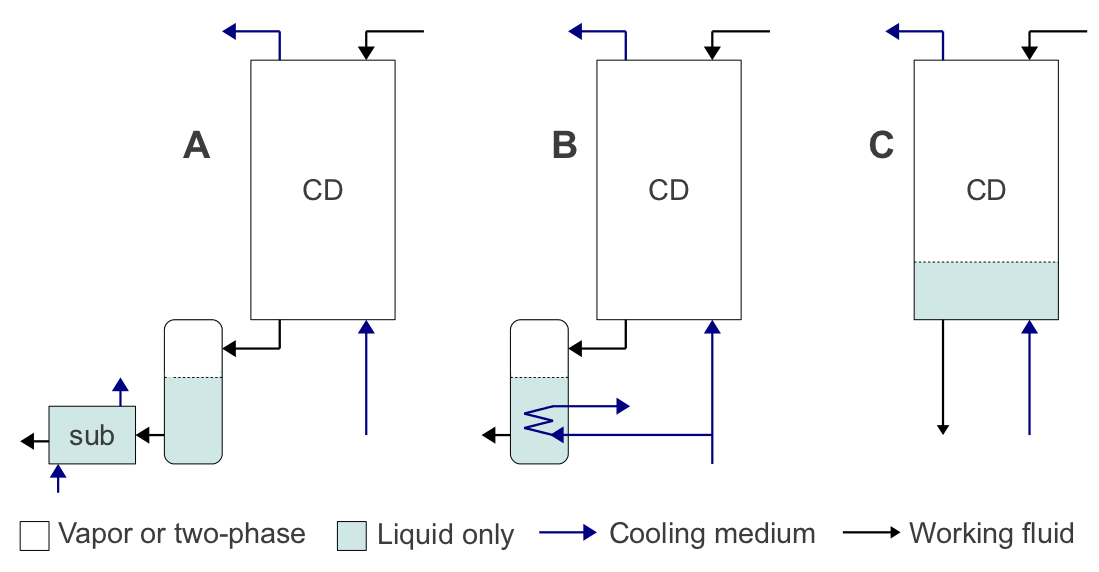 A
B
C
CD
CD
CD
sub
Vapor or two-phase
Liquid only
Cooling medium
Working fluid